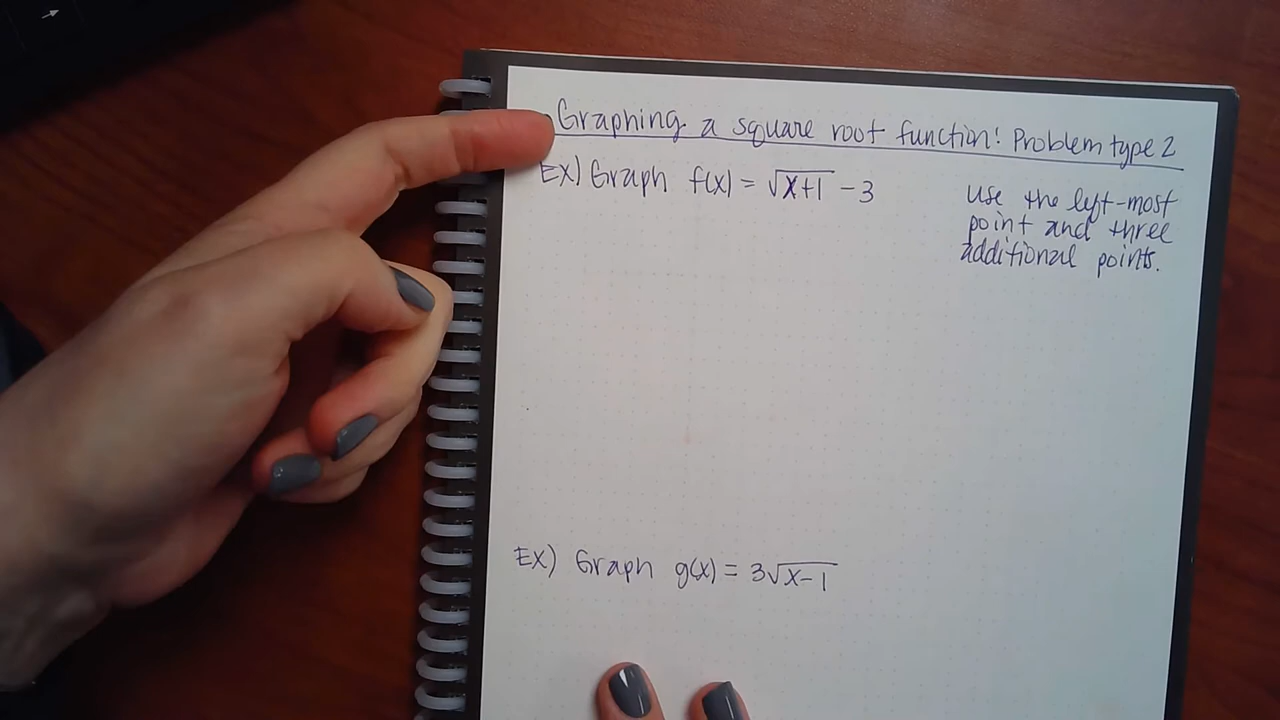 Graphing a square root function: Problem type 2
EX) Graph f(x) = √x+1 - 3
use the left-most
point and three
additional points.
EX) Graph g(x) = 3√x-1